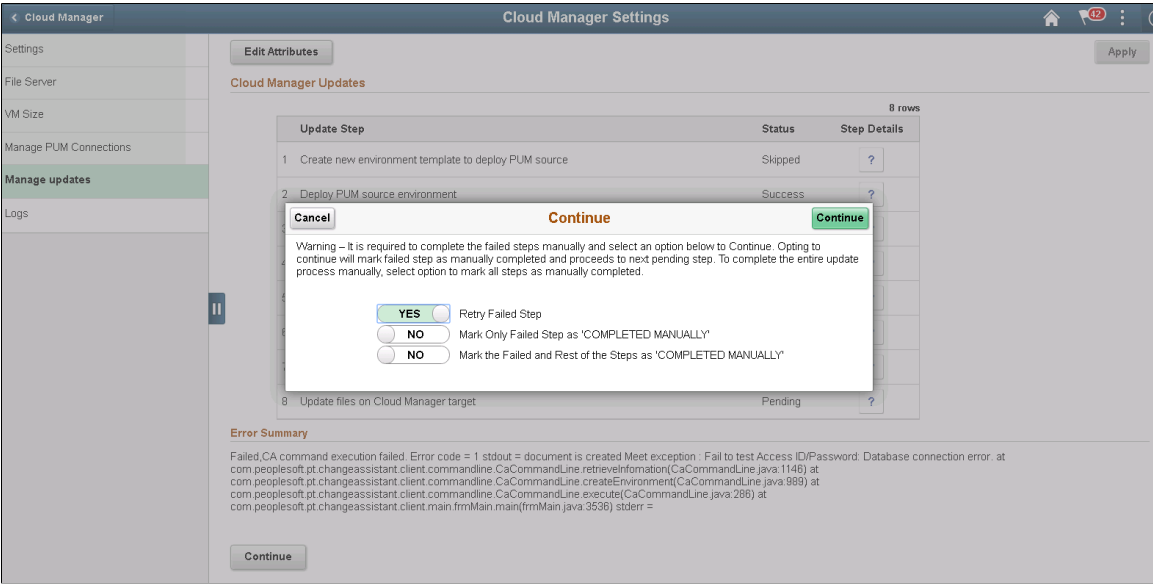 Cloud Manager
Cloud Manager Settings
42
Settings
File Server
VM Size
Manage PUM Connections
Manage updates
Logs
Edit Attributes
Apply
Cloud Manager Updates
8 rows
Update Step Status Step Details
1 Create new environment template to deploy PUM source Skipped ?
2 Deploy PUM source environment Success ?
Cancel Continue Continue
Warning – It is required to complete the failed steps manually and select an option below to Continue. Opting to
continue will mark failed step as manually completed and proceeds to next pending step. To complete the entire update
process manually, select option to mark all steps as manually completed.
YES Retry Failed Step
NO Mark Only Failed Step as 'COMPLETED MANUALLY'
NO Mark the Failed and Rest of the Steps as 'COMPLETED MANUALLY'
8 Update files on Cloud Manager target Pending ?
Error Summary
Failed,CA command execution failed. Error code = 1 stdout = document is created Meet exception : Fail to test Access ID/Password: Database connection error. at
com.peoplesoft.pt.changeassistant.client.commandline.CaCommandLine.retrieveInfomation(CaCommandLine.java:1146) at
com.peoplesoft.pt.changeassistant.client.commandline.CaCommandLine.createEnvironment(CaCommandLine.java:989) at
com.peoplesoft.pt.changeassistant.client.commandline.CaCommandLine.execute(CaCommandLine.java:286) at
com.peoplesoft.pt.changeassistant.client.main.frmMain.main(frmMain.java:3536) stderr =
Continue